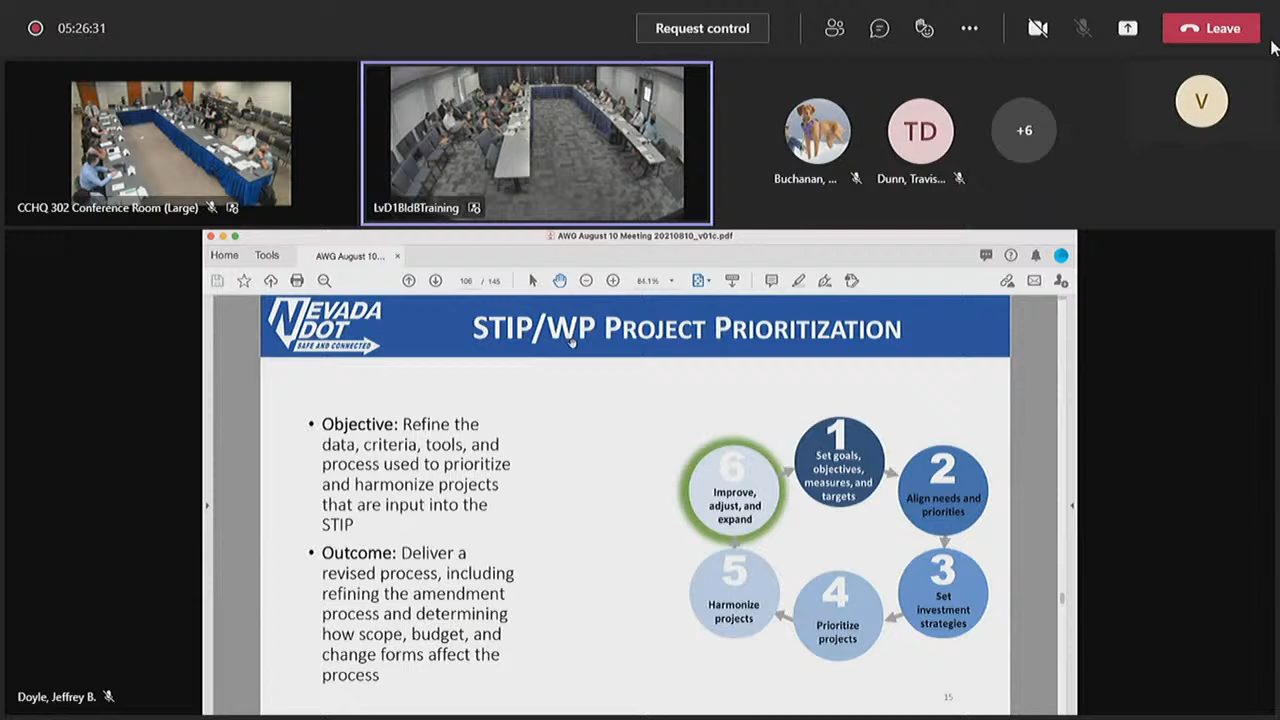 05:26:31
Request control
Leave
V
TD
+6
CCHQ 302 Conference Room (Large)
LvD1BldBTraining
Buchanan, ...
Dunn, Travis...
AWG August 10 Meeting 20210810_v01c.pdf
Home
Tools
AWG August 10...
106 / 145
84.1%
NEVADA
DOT
SAFE AND CONNECTED
STIP/WP PROJECT PRIORITIZATION
• Objective: Refine the
data, criteria, tools, and
process used to prioritize
and harmonize projects
that are input into the
STIP
• Outcome: Deliver a
revised process, including
refining the amendment
process and determining
how scope, budget, and
change forms affect the
process
1
Set goals,
objectives,
measures, and
targets
2
Align needs and
priorities
3
Set
investment
strategies
4
Prioritize
projects
5
Harmonize
projects
6
Improve,
adjust, and
expand
15
Doyle, Jeffrey B.